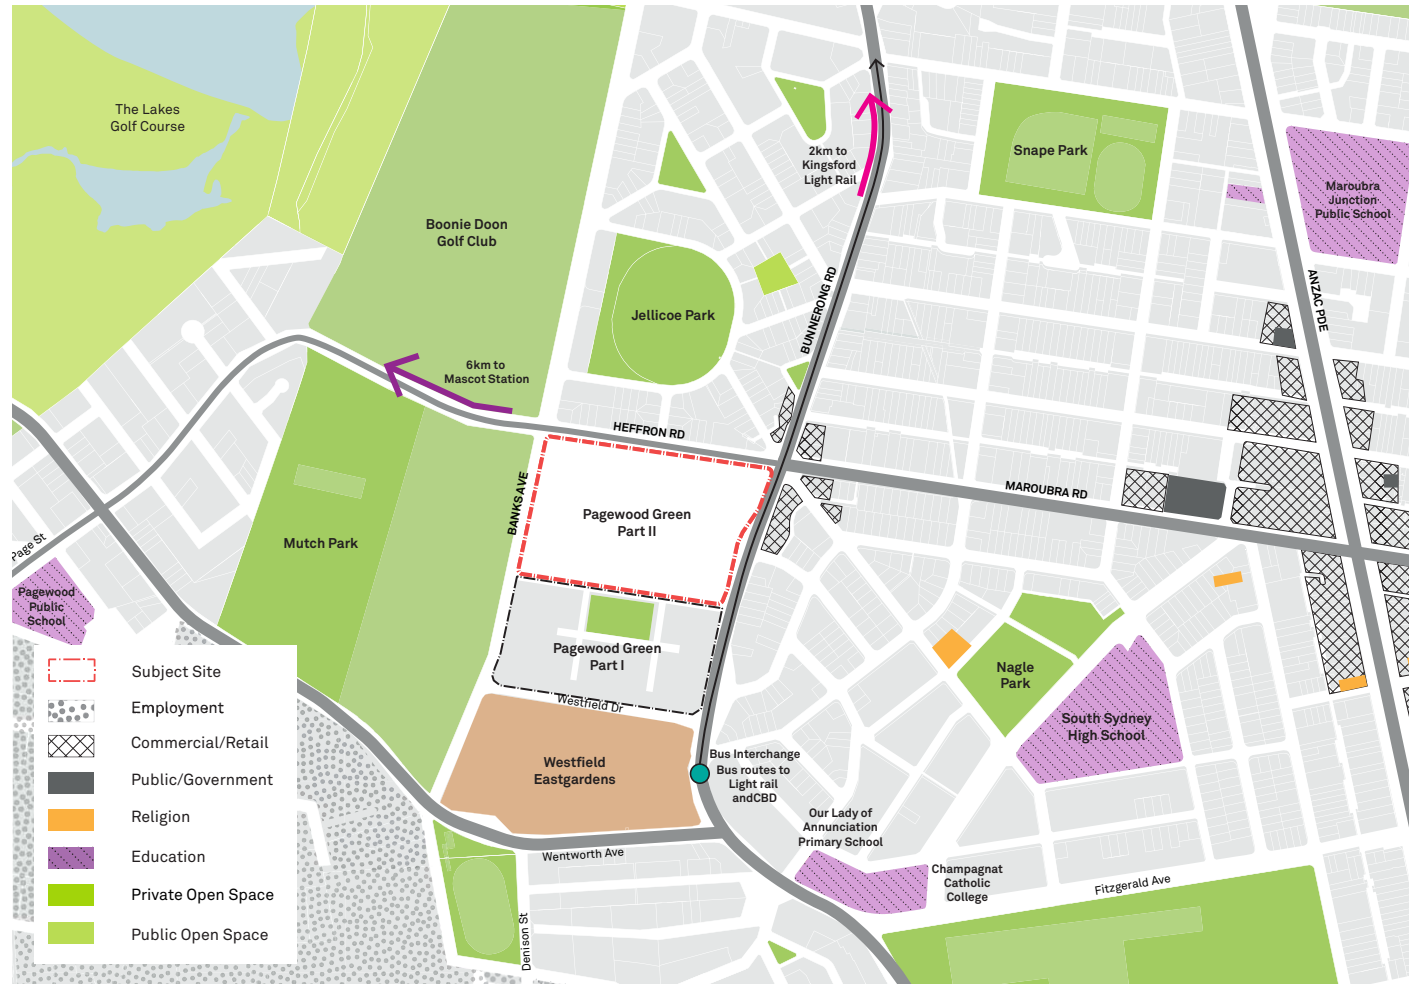 The Lakes
Golf Course
Boonie Doon
Golf Club
2km to
Kingsford
Light Rail
Snape Park
Maroubra
Junction
Public School
Jellicoe Park
BUNNERONG RD
ANZAC PDE
6km to
Mascot Station
HEFFRON RD
MAROUBRA RD
BANKS AVE
Pagewood Green
Part II
Mutch Park
Page St
Pagewood
Public
School
Pagewood Green
Part I
Westfield Dr
Nagle
Park
South Sydney
High School
Westfield
Eastgardens
Bus Interchange
Bus routes to
Light rail
andCBD
Our Lady of
Annunciation
Primary School
Champagnat
Catholic
College
Wentworth Ave
Fitzgerald Ave
Denison St
Subject Site
Employment
Commercial/Retail
Public/Government
Religion
Education
Private Open Space
Public Open Space